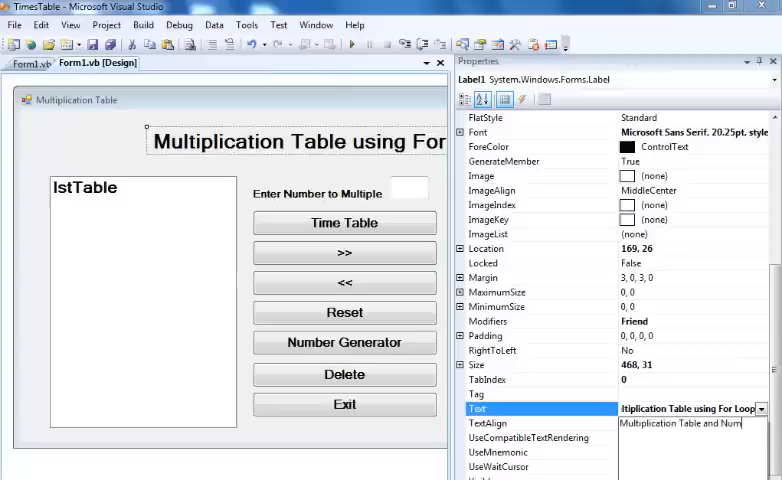 TimesTable - Microsoft Visual Studio
File Edit View Project Build Debug Data Tools Test Window Help
Form1.vb Form1.vb [Design]
Multiplication Table
Multiplication Table using For
lstTable
Enter Number to Multiple
Time Table
>>
<<
Reset
Number Generator
Delete
Exit
Properties
Label1 System.Windows.Forms.Label
FlatStyle Standard
Font Microsoft Sans Serif, 20.25pt, style
ForeColor ControlText
GenerateMember True
Image (none)
ImageAlign MiddleCenter
ImageIndex (none)
ImageKey (none)
ImageList (none)
Location 169, 26
Locked False
Margin 3, 0, 3, 0
MaximumSize 0, 0
MinimumSize 0, 0
Modifiers Friend
Padding 0, 0, 0, 0
RightToLeft No
Size 468, 31
TabIndex 0
Tag
Text ltiplication Table using For Loop
TextAlign Multiplication Table and Num
UseCompatibleTextRendering
UseMnemonic
UseWaitCursor